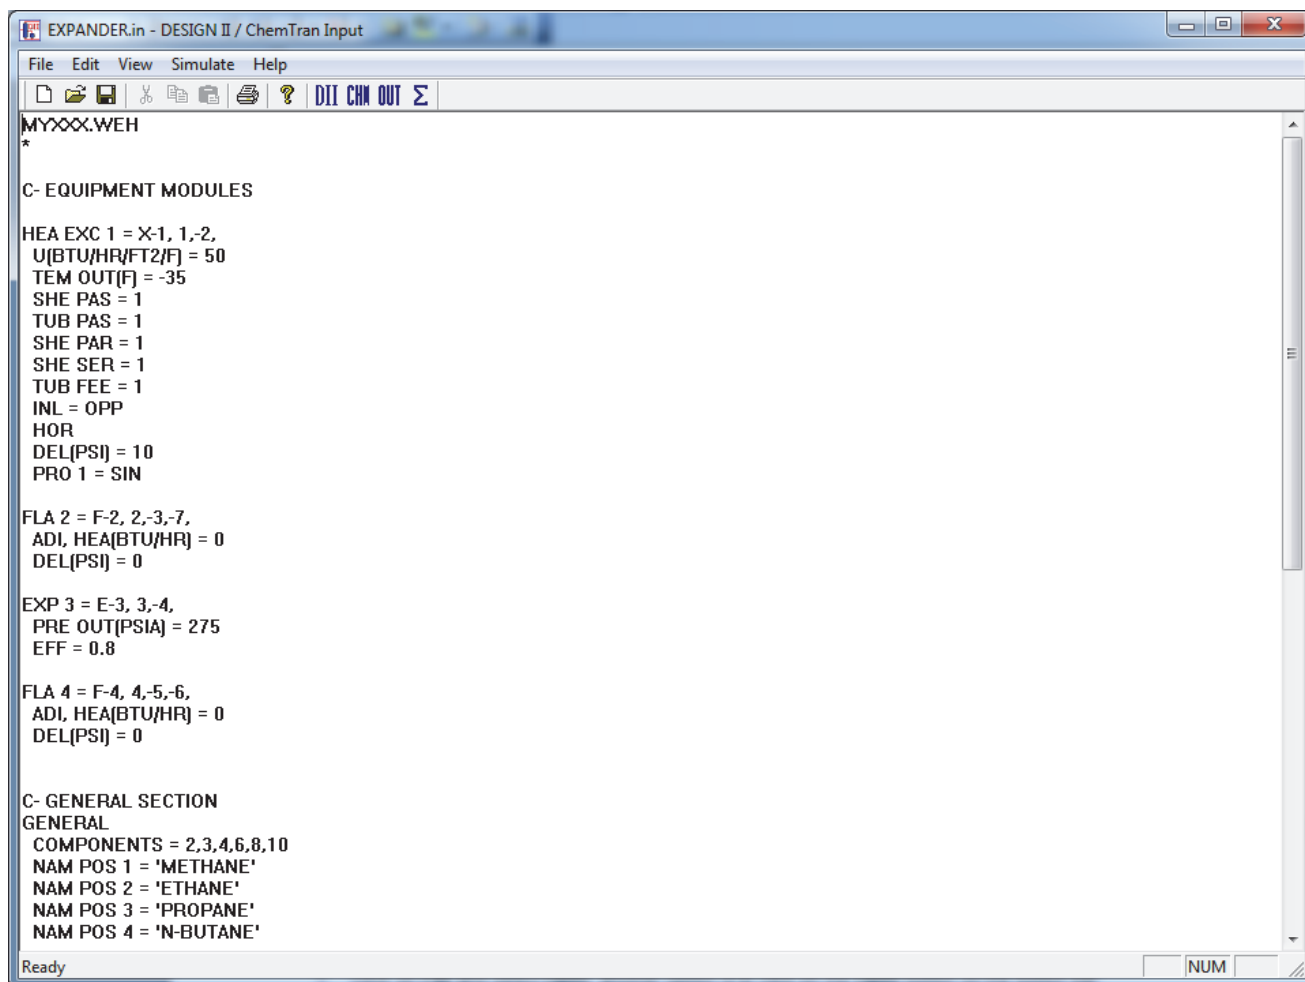 EXPANDER.in - DESIGN II / ChemTran Input
File Edit View Simulate Help
DII CHM OUT Σ
MYXXX.WEH
*
C- EQUIPMENT MODULES
HEA EXC 1 = X-1, 1,-2,
U(BTU/HR/FT2/F) = 50
TEM OUT(F) = -35
SHE PAS = 1
TUB PAS = 1
SHE PAR = 1
SHE SER = 1
TUB FEE = 1
INL = OPP
HOR
DEL(PSI) = 10
PRO 1 = SIN
FLA 2 = F-2, 2,-3,-7,
ADI, HEA(BTU/HR) = 0
DEL(PSI) = 0
EXP 3 = E-3, 3,-4,
PRE OUT(PSIA) = 275
EFF = 0.8
FLA 4 = F-4, 4,-5,-6,
ADI, HEA(BTU/HR) = 0
DEL(PSI) = 0
C- GENERAL SECTION
GENERAL
COMPONENTS = 2,3,4,6,8,10
NAM POS 1 = 'METHANE'
NAM POS 2 = 'ETHANE'
NAM POS 3 = 'PROPANE'
NAM POS 4 = 'N-BUTANE'
Ready
NUM